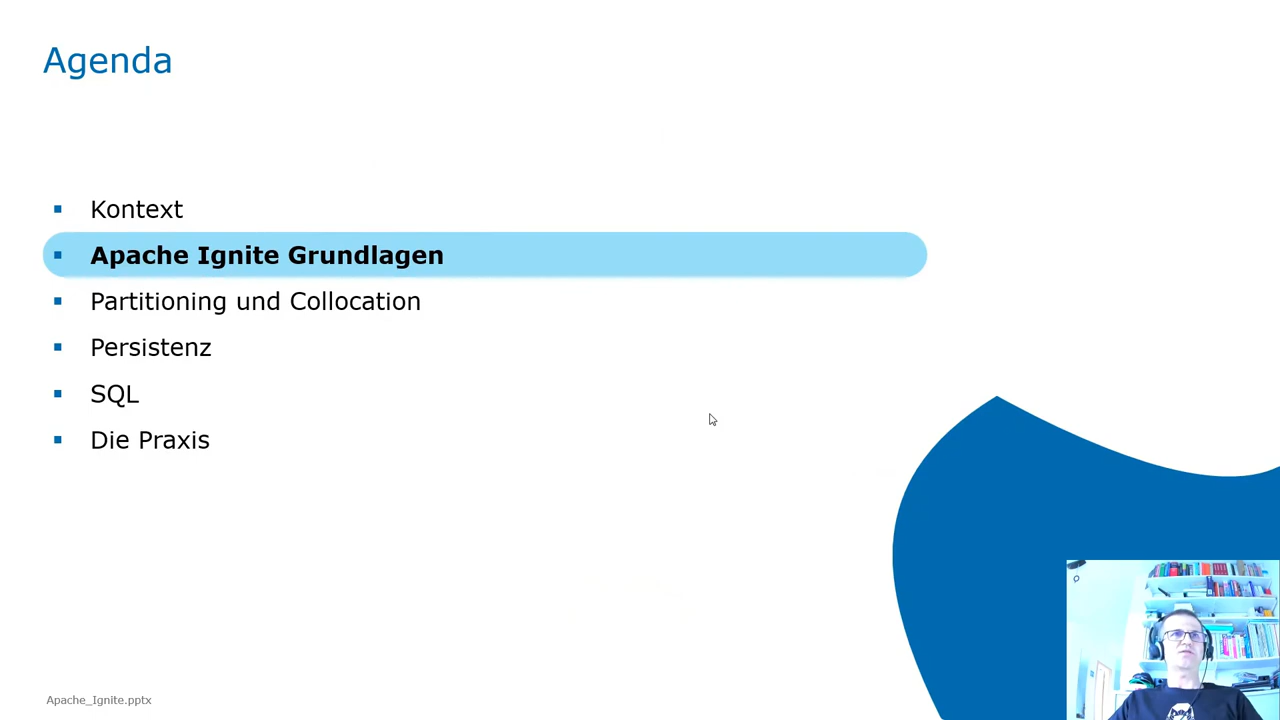 Agenda
Kontext
Apache Ignite Grundlagen
Partitioning und Collocation
Persistenz
SQL
Die Praxis
Apache_Ignite.pptx